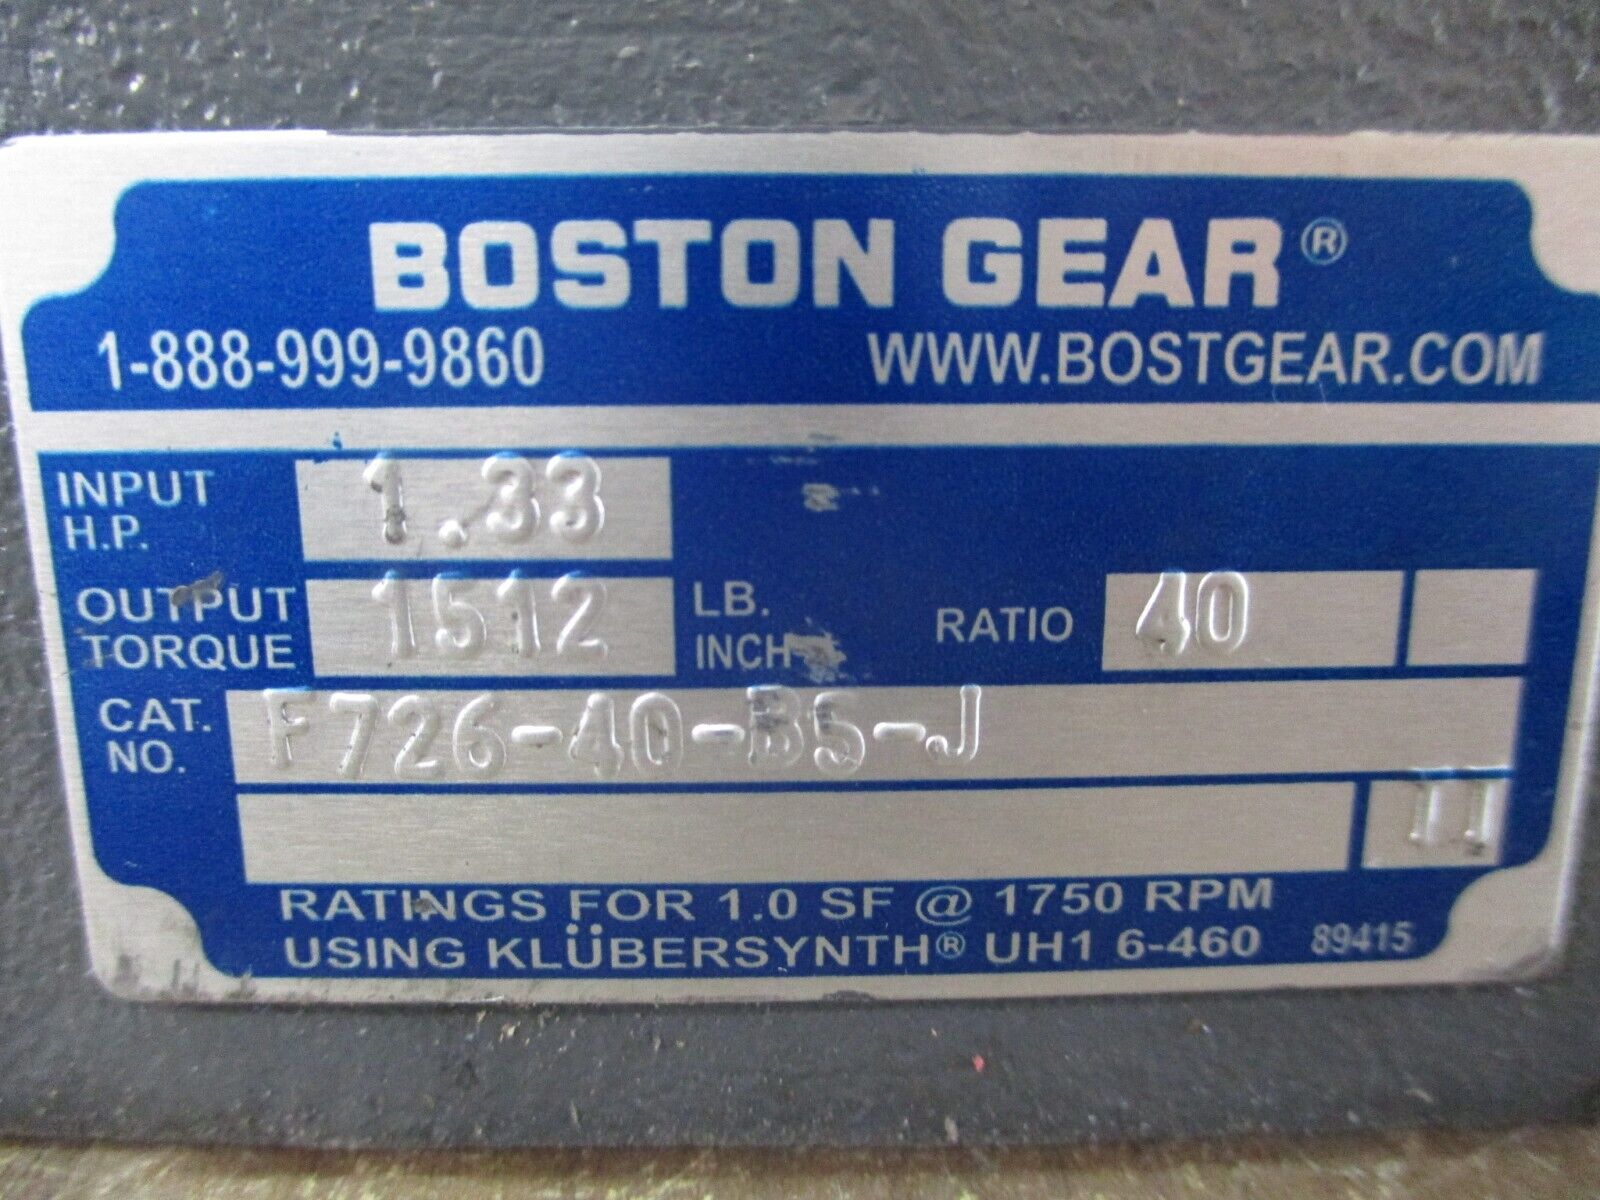 BOSTON GEAR®
1-888-999-9860 WWW.BOSTGEAR.COM
INPUT H.P. 1.33
OUTPUT TORQUE 1512 LB. INCH RATIO 40
CAT. NO. F726-40-B5-J
II
RATINGS FOR 1.0 SF @ 1750 RPM
USING KLÜBERSYNTH® UH1 6-460 89415